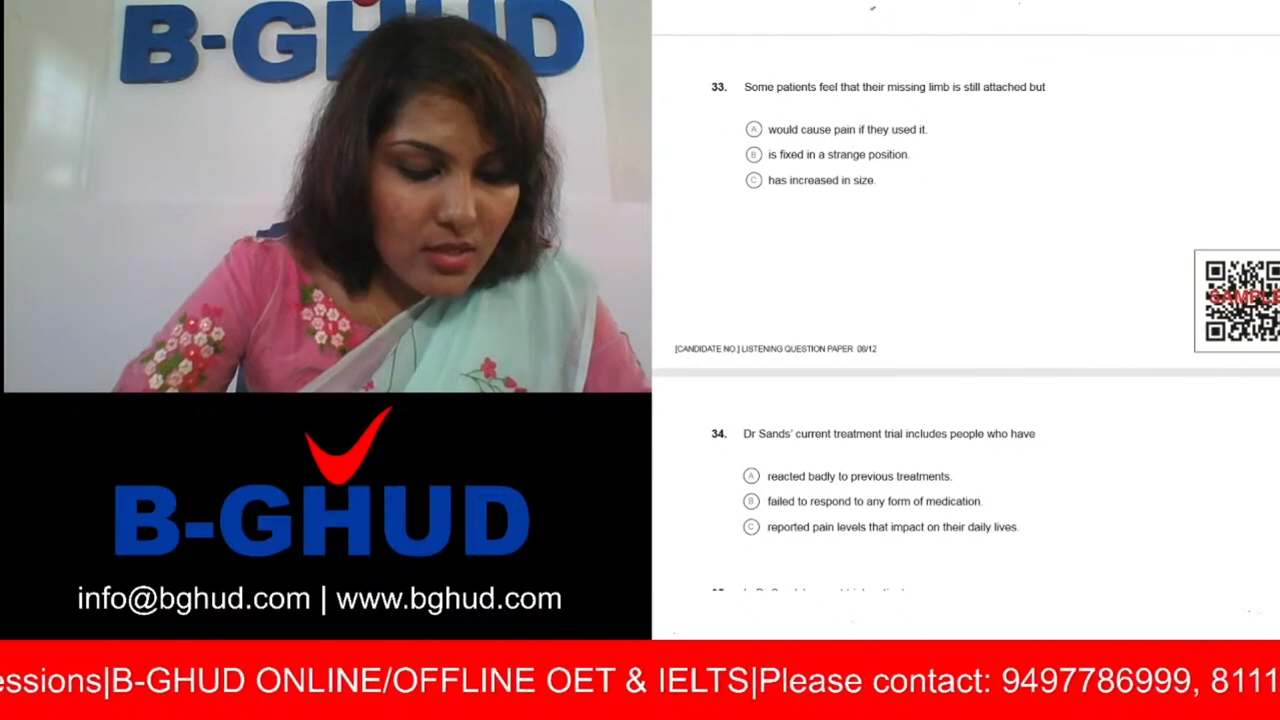 B-GHUD
33. Some patients feel that their missing limb is still attached but
A would cause pain if they used it.
B is fixed in a strange position.
C has increased in size.
SAMPLE
[CANDIDATE NO.] LISTENING QUESTION PAPER 08/12
34. Dr Sands' current treatment trial includes people who have
A reacted badly to previous treatments.
B failed to respond to any form of medication.
C reported pain levels that impact on their daily lives.
B-GHUD
info@bghud.com | www.bghud.com
essions|B-GHUD ONLINE/OFFLINE OET & IELTS|Please contact: 9497786999, 8111